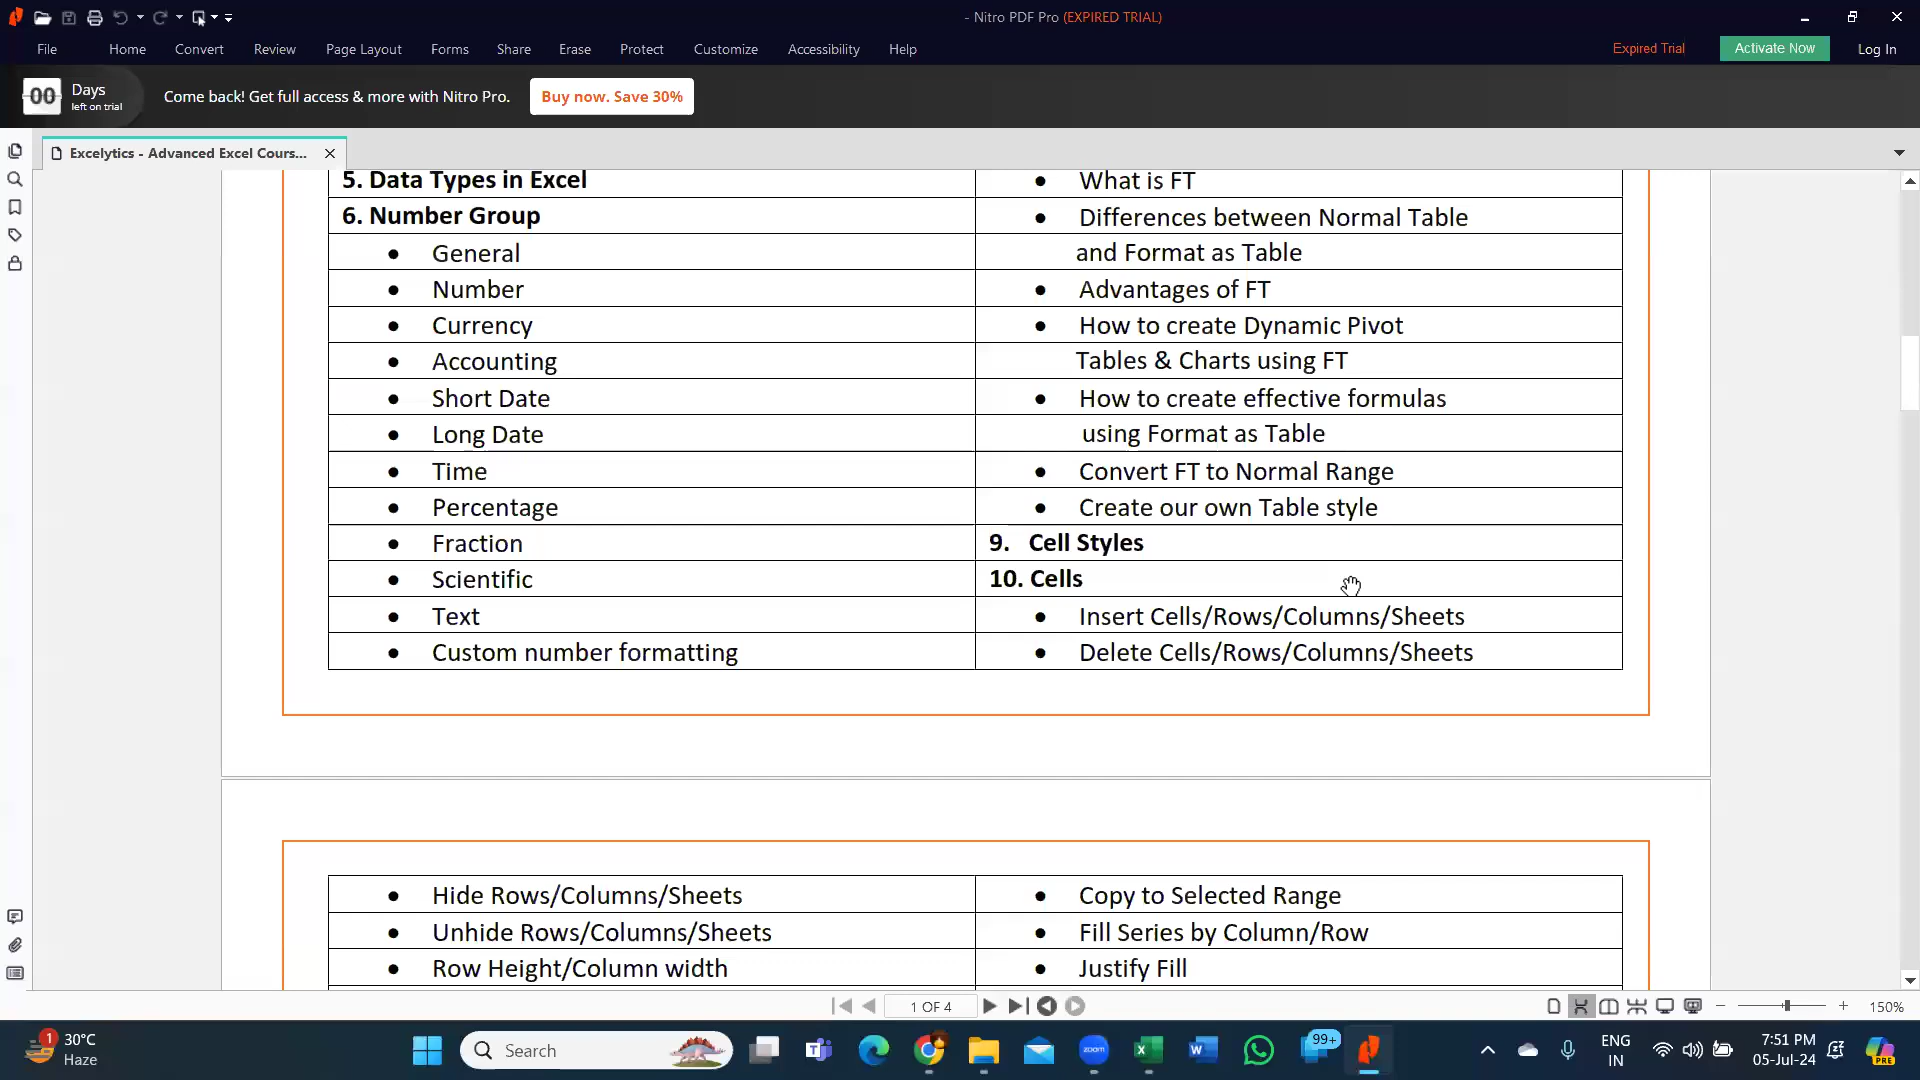 - Nitro PDF Pro (EXPIRED TRIAL)
File Home Convert Review Page Layout Forms Share Erase Protect Customize Accessibility Help Expired Trial Activate Now Log In
00 Days left on trial Come back! Get full access & more with Nitro Pro. Buy now. Save 30%
Excelytics - Advanced Excel Cours...
5. Data Types in Excel
6. Number Group
• General
• Number
• Currency
• Accounting
• Short Date
• Long Date
• Time
• Percentage
• Fraction
• Scientific
• Text
• Custom number formatting
• What is FT
• Differences between Normal Table
and Format as Table
• Advantages of FT
• How to create Dynamic Pivot
Tables & Charts using FT
• How to create effective formulas
using Format as Table
• Convert FT to Normal Range
• Create our own Table style
9. Cell Styles
10. Cells
• Insert Cells/Rows/Columns/Sheets
• Delete Cells/Rows/Columns/Sheets
• Hide Rows/Columns/Sheets
• Unhide Rows/Columns/Sheets
• Row Height/Column width
• Copy to Selected Range
• Fill Series by Column/Row
• Justify Fill
1 OF 4
150%
1
30°C
Haze
Search
zoom
99+
ENG
IN
7:51 PM
05-Jul-24
PRE